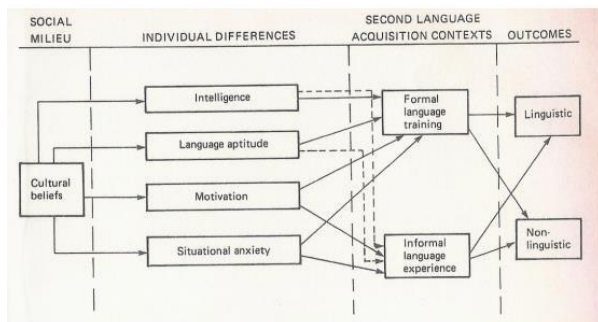 SOCIAL
MILIEU
INDIVIDUAL DIFFERENCES
SECOND LANGUAGE
ACQUISITION CONTEXTS
OUTCOMES
Intelligence
Language aptitude
Cultural
beliefs
Motivation
Situational anxiety
Formal
language
training
Informal
language
experience
Linguistic
Non-
linguistic